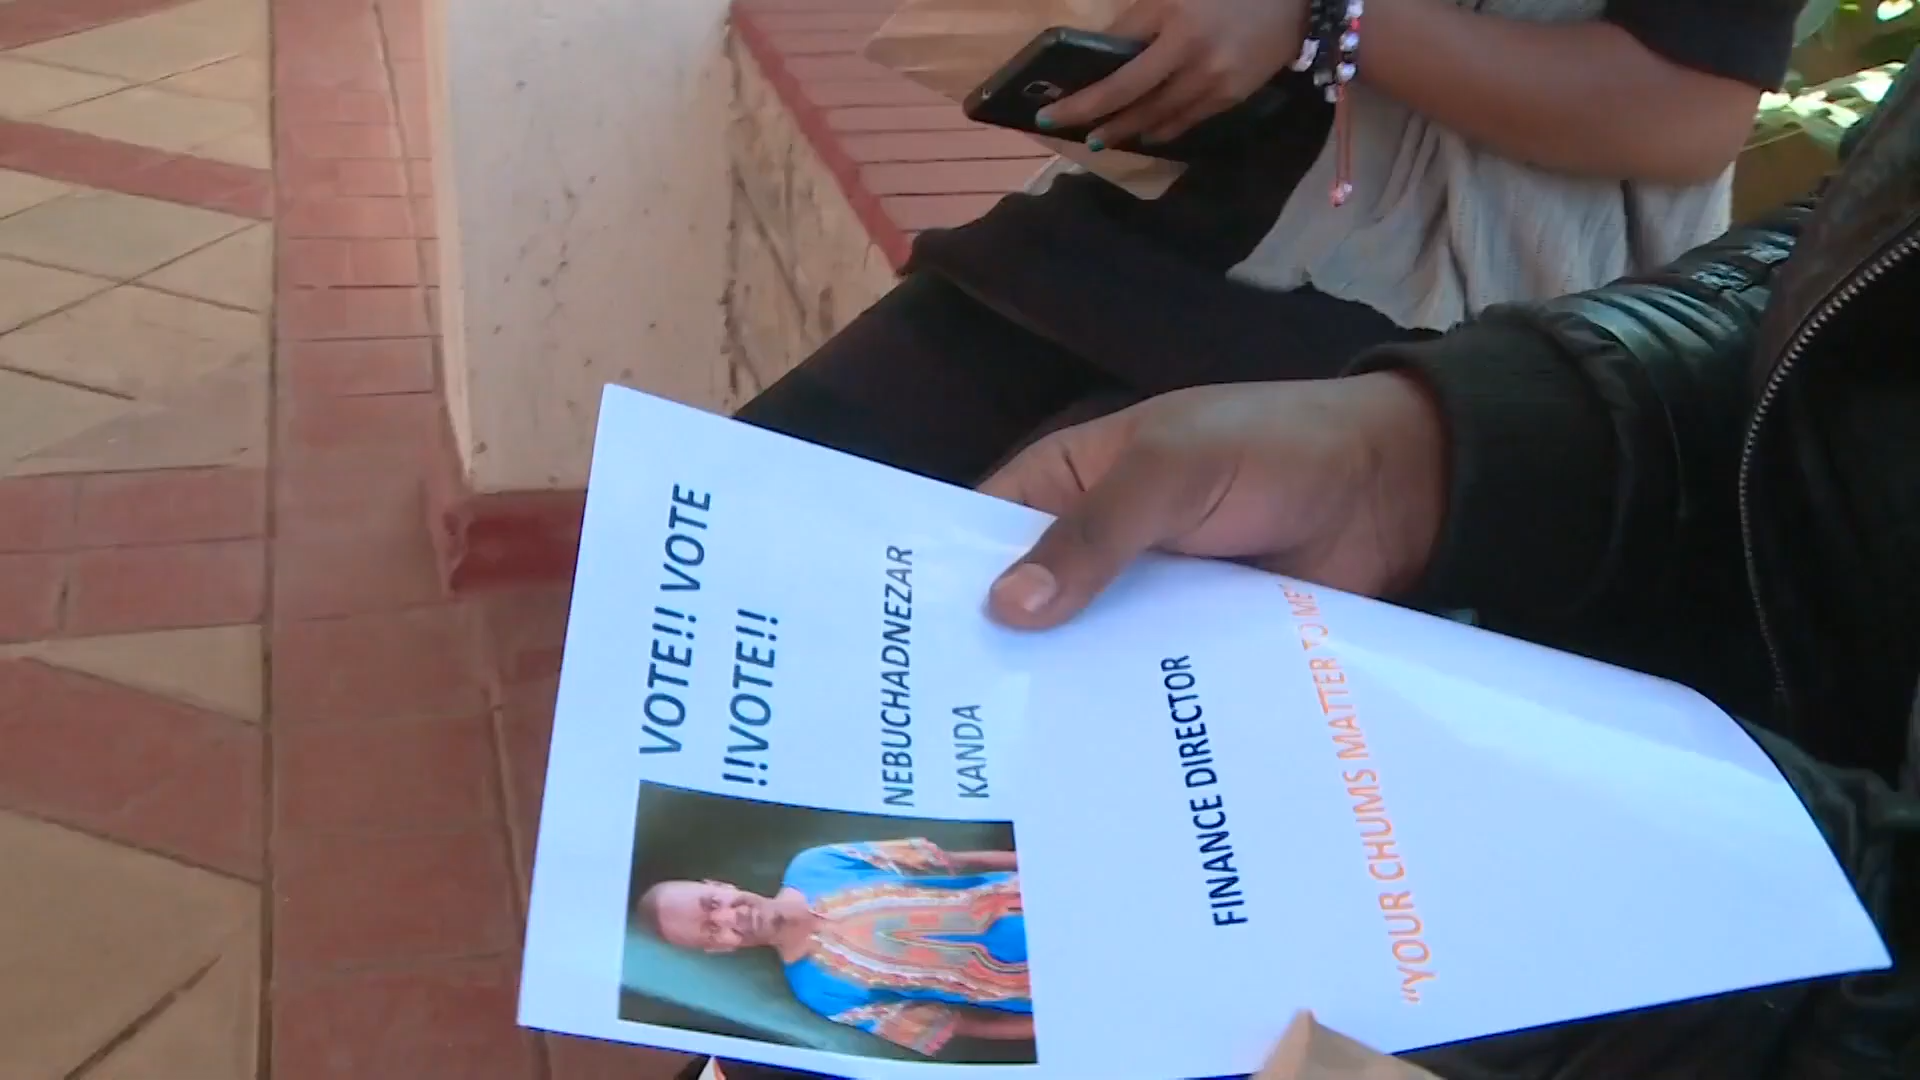 VOTE!! VOTE
!!VOTE!!
NEBUCHADNEZAR
KANDA
FINANCE DIRECTOR
"YOUR CHUMS MATTER TO ME"